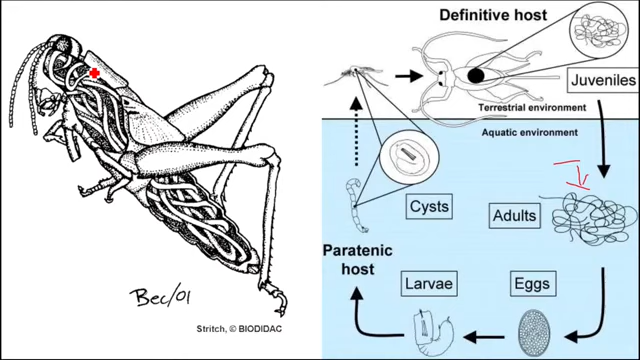 Definitive host
Juveniles
Terrestrial environment
Aquatic environment
Cysts
Adults
Paratenic
host
Larvae
Eggs
Bec/01
Stritch, © BIODIDAC